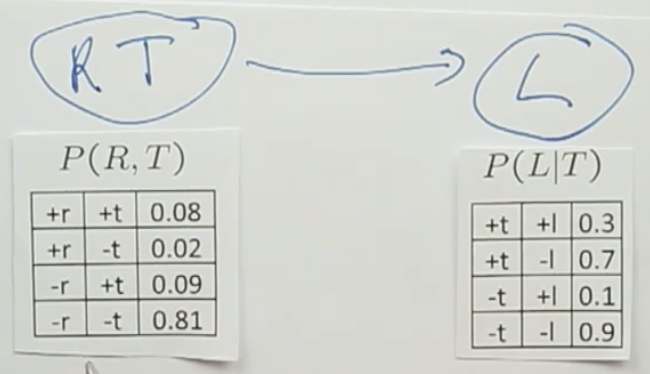 R T
L
P(R, T)
+r +t 0.08
+r -t 0.02
-r +t 0.09
-r -t 0.81
P(L|T)
+t +l 0.3
+t -l 0.7
-t +l 0.1
-t -l 0.9